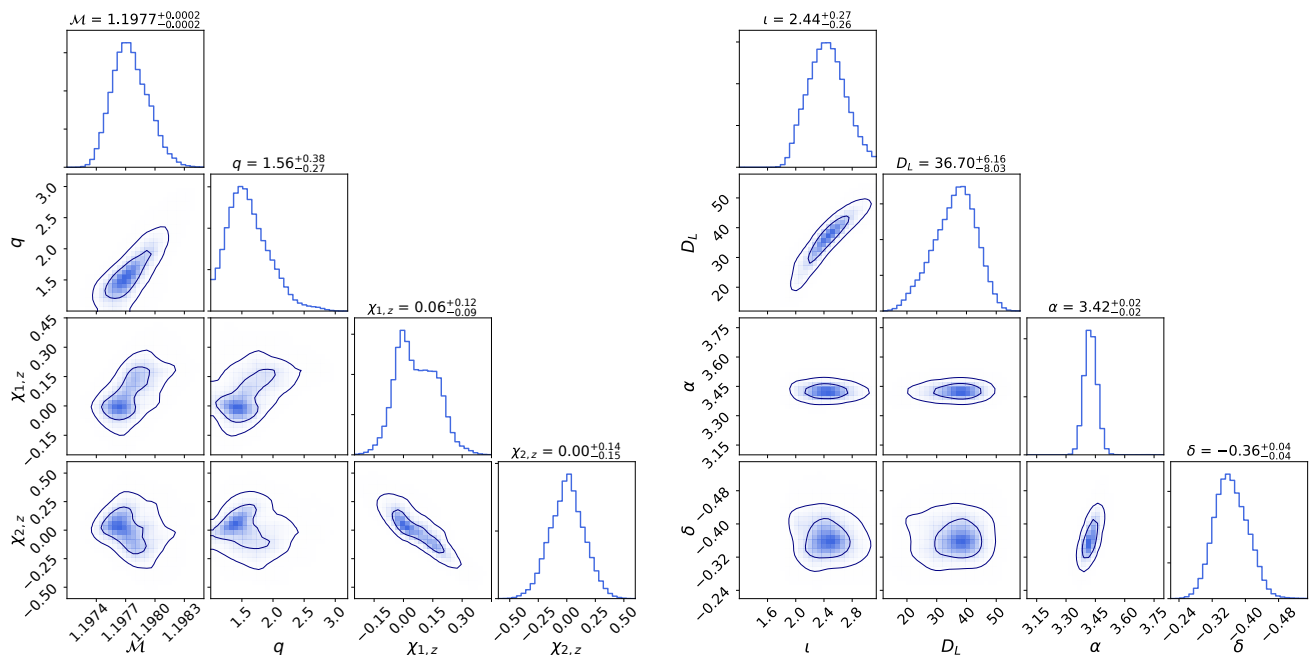 ℳ = 1.1977^{+0.0002}_{-0.0002}
ι = 2.44^{+0.27}_{-0.26}
q = 1.56^{+0.38}_{-0.27}
D_L = 36.70^{+6.16}_{-8.03}
3.0
2.5
2.0
1.5
q
50
40
30
20
D_L
χ_{1,z} = 0.06^{+0.12}_{-0.09}
α = 3.42^{+0.02}_{-0.02}
0.45
0.30
0.15
0.00
−0.15
χ_{1,z}
3.75
3.60
3.45
3.30
3.15
α
χ_{2,z} = 0.00^{+0.14}_{-0.15}
δ = −0.36^{+0.04}_{-0.04}
0.50
0.25
0.00
−0.25
−0.50
χ_{2,z}
−0.48
−0.40
−0.32
−0.24
δ
1.1974 1.1977 1.1980 1.1983
1.5 2.0 2.5 3.0
−0.15 0.00 0.15 0.30
−0.50 −0.25 0.00 0.25 0.50
1.6 2.0 2.4 2.8
20 30 40 50
3.15 3.30 3.45 3.60 3.75
−0.24 −0.32 −0.40 −0.48
ℳ q χ_{1,z} χ_{2,z} ι D_L α δ